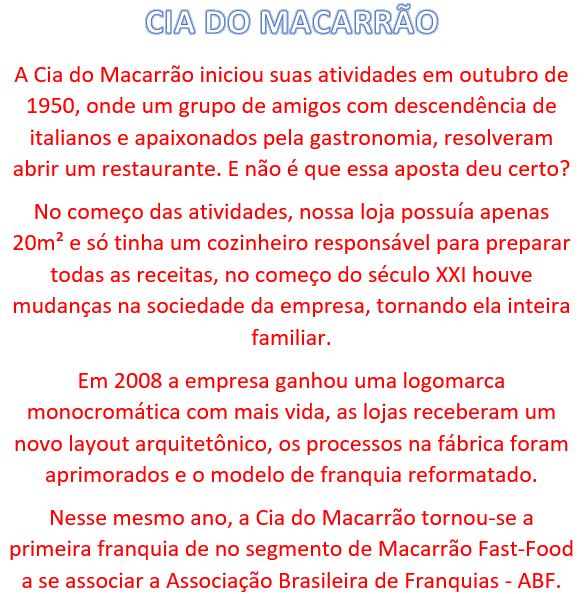 CIA DO MACARRÃO
A Cia do Macarrão iniciou suas atividades em outubro de
1950, onde um grupo de amigos com descendência de
italianos e apaixonados pela gastronomia, resolveram
abrir um restaurante. E não é que essa aposta deu certo?
No começo das atividades, nossa loja possuía apenas
20m² e só tinha um cozinheiro responsável para preparar
todas as receitas, no começo do século XXI houve
mudanças na sociedade da empresa, tornando ela inteira
familiar.
Em 2008 a empresa ganhou uma logomarca
monocromática com mais vida, as lojas receberam um
novo layout arquitetônico, os processos na fábrica foram
aprimorados e o modelo de franquia reformatado.
Nesse mesmo ano, a Cia do Macarrão tornou-se a
primeira franquia de no segmento de Macarrão Fast-Food
a se associar a Associação Brasileira de Franquias - ABF.